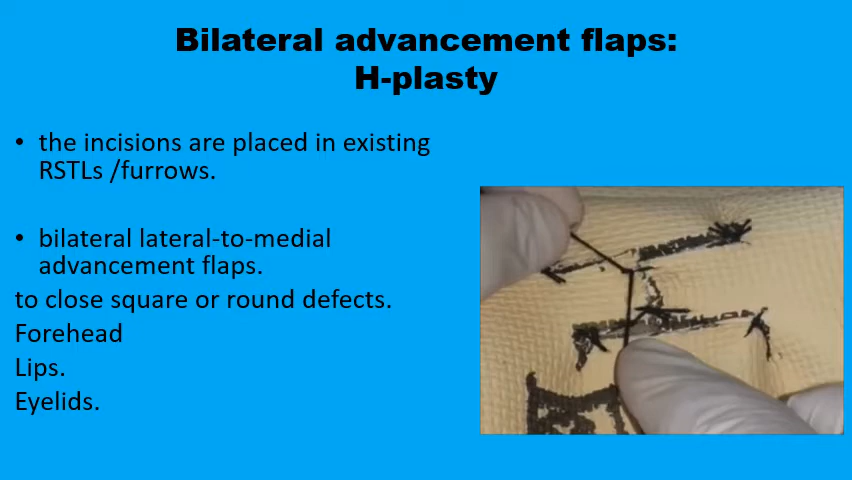 Bilateral advancement flaps:
H-plasty
• the incisions are placed in existing
RSTLs /furrows.
• bilateral lateral-to-medial
advancement flaps.
to close square or round defects.
Forehead
Lips.
Eyelids.